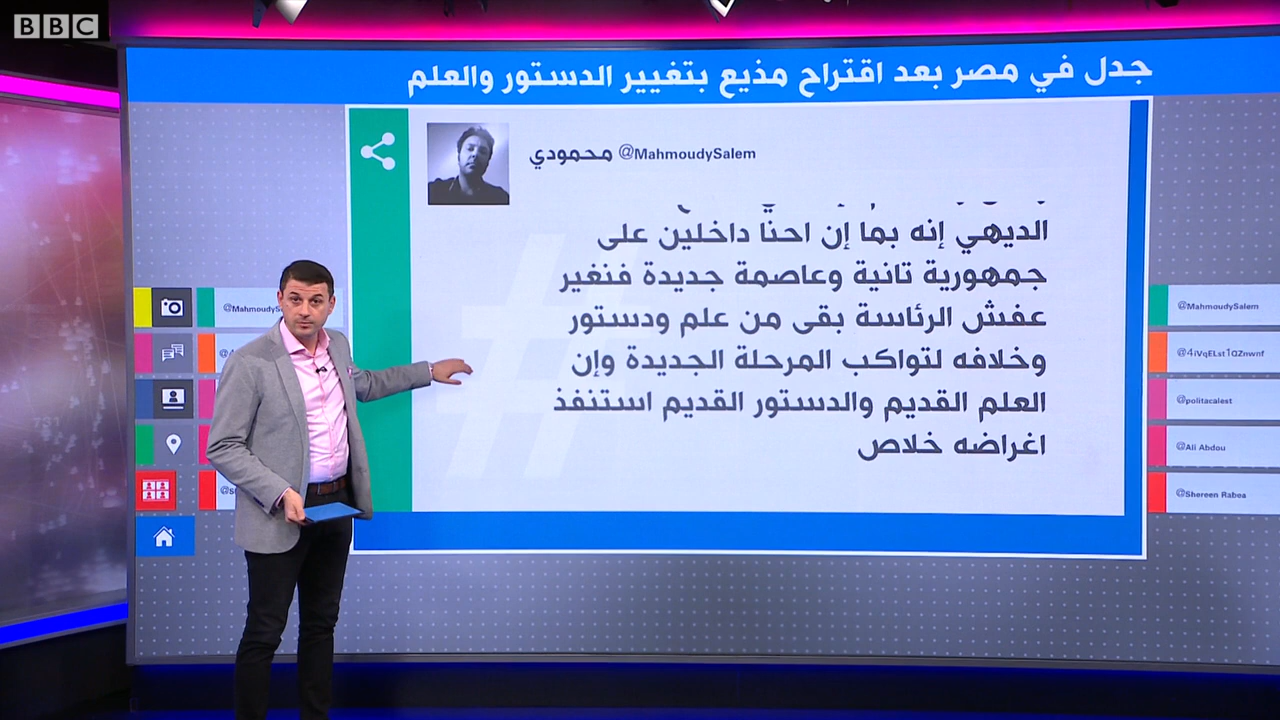 BBC
جدل في مصر بعد اقتراح مذيع بتغيير الدستور والعلم
محمودي @MahmoudySalem
الديهي إنه بما إن احنا داخلين على
جمهورية تانية وعاصمة جديدة فنغير
عفش الرئاسة بقى من علم ودستور
وخلافه لتواكب المرحلة الجديدة وإن
العلم القديم والدستور القديم استنفذ
اغراضه خلاص
@MahmoudySalem
@4iVqELst1aZnwnf
@politacalest
@Ali Abdou
@Shereen Rabea